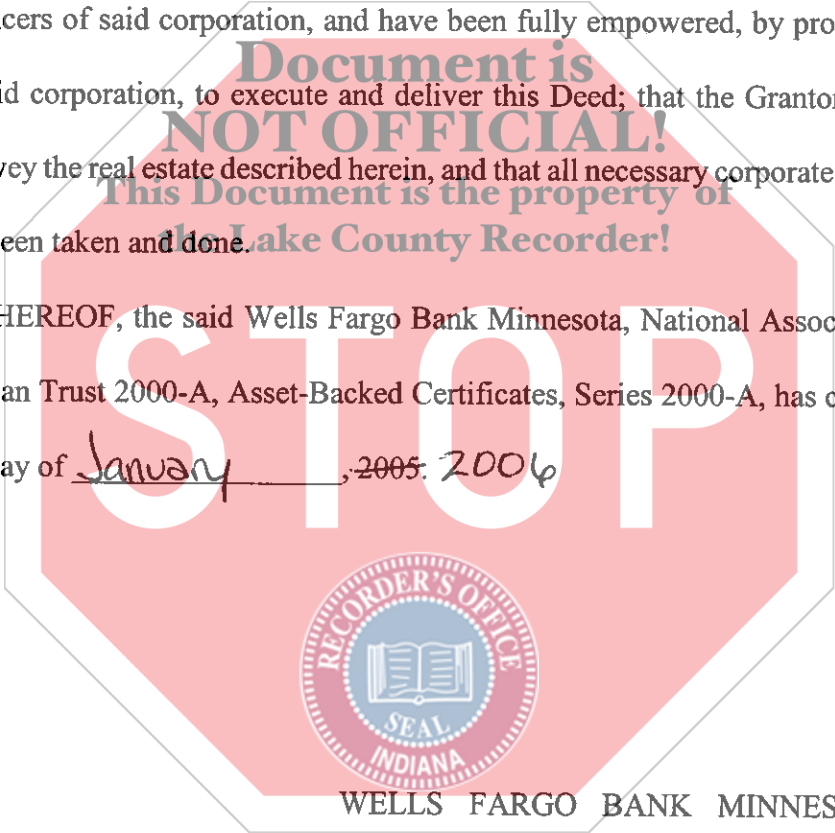 cers of said corporation, and have been fully empowered, by pro
Document is
id corporation, to execute and deliver this Deed; that the Grantor
NOT OFFICIAL!
vey the real estate described herein, and that all necessary corporate
This Document is the property of
the Lake County Recorder!
een taken and done.
HEREOF, the said Wells Fargo Bank Minnesota, National Assoc
an Trust 2000-A, Asset-Backed Certificates, Series 2000-A, has c
ay of January, 2005. 2006
STOP
RECORDER'S OFFICE
SEAL
INDIANA
WELLS FARGO BANK MINNES